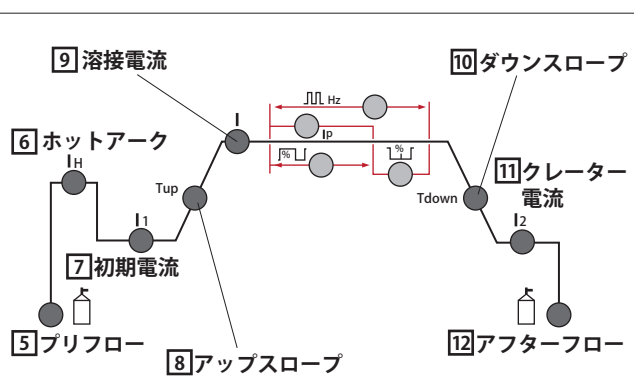 9 溶接電流
10 ダウンスロープ
I
Hz
Ip
%
%
6 ホットアーク
IH
Tup
Tdown
11 クレーター
電流
I1
I2
7 初期電流
5 プリフロー
8 アップスロープ
12 アフターフロー